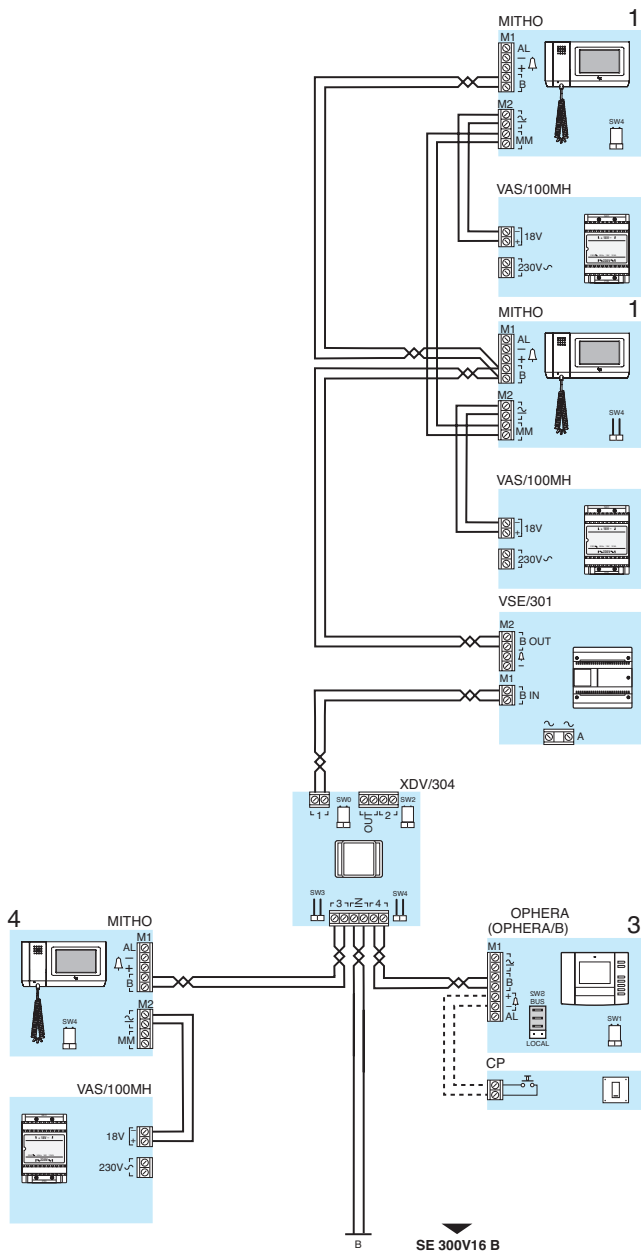 MITHO 1
M1
AL
–
+
B
M2
MM
SW4
VAS/100MH
–
+
18V
230V~
MITHO 1
M1
AL
–
+
B
M2
MM
SW4
VAS/100MH
–
+
18V
230V~
VSE/301
M2
B OUT
–
M1
B IN
~ ~
A
XDV/304
1
SW0
OUT
2
SW2
SW3
3
IN
4
SW4
4
MITHO
M1
AL
–
+
B
M2
MM
SW4
VAS/100MH
18V
–
+
230V~
OPHERA
(OPHERA/B) 3
M1
B
+
–
AL
SW2
BUS
LOCAL
SW1
CP
B
SE 300V16 B